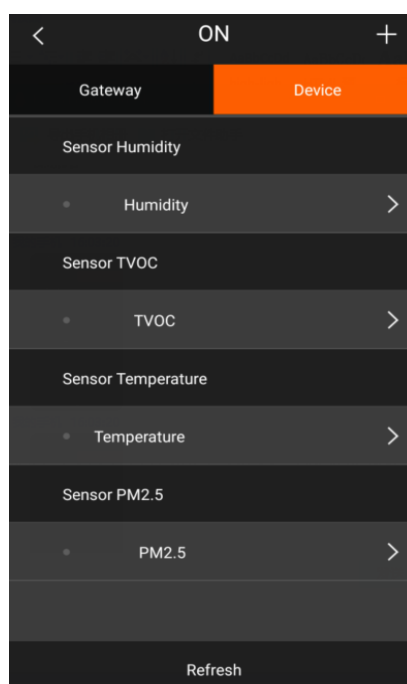 ON
Gateway
Device
Sensor Humidity
Humidity
Sensor TVOC
TVOC
Sensor Temperature
Temperature
Sensor PM2.5
PM2.5
Refresh